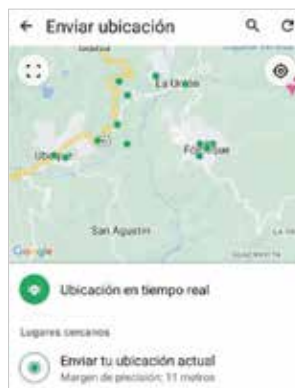 Enviar ubicación
La Unión
San Agustín
Google
Ubicación en tiempo real
Lugares cercanos
Enviar tu ubicación actual
Margen de precisión: 11 metros